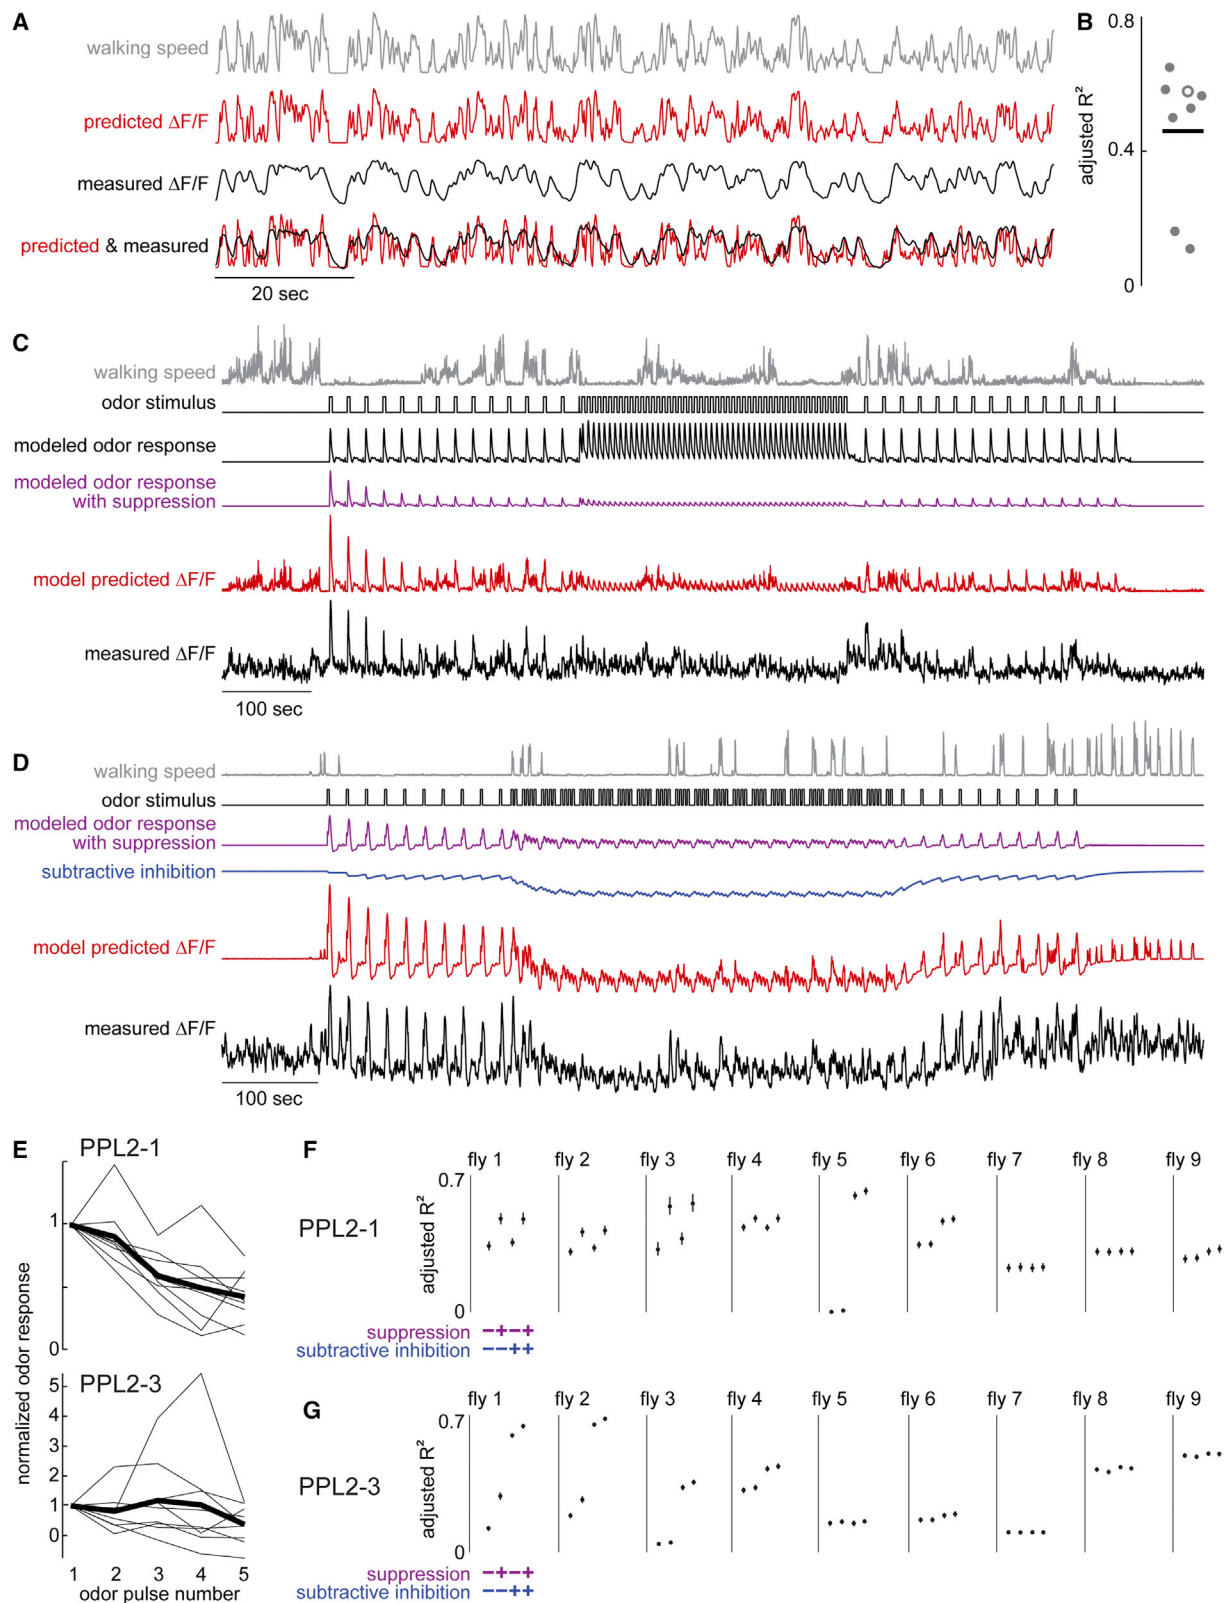 A
walking speed
predicted ΔF/F
measured ΔF/F
predicted & measured
20 sec
B
0.8
adjusted R²
0.4
0
C
walking speed
odor stimulus
modeled odor response
modeled odor response
with suppression
model predicted ΔF/F
measured ΔF/F
100 sec
D
walking speed
odor stimulus
modeled odor response
with suppression
subtractive inhibition
model predicted ΔF/F
measured ΔF/F
100 sec
E
PPL2-1
1
0
normalized odor response
PPL2-3
5
4
3
2
1
0
1 2 3 4 5
odor pulse number
F
fly 1 fly 2 fly 3 fly 4 fly 5 fly 6 fly 7 fly 8 fly 9
PPL2-1
0.7
adjusted R²
0
suppression −+−+
subtractive inhibition −−++
G
fly 1 fly 2 fly 3 fly 4 fly 5 fly 6 fly 7 fly 8 fly 9
PPL2-3
0.7
adjusted R²
0
suppression −+−+
subtractive inhibition −−++